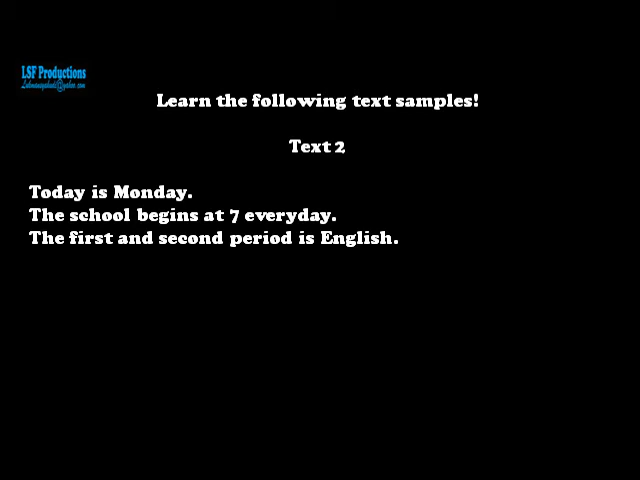 LSF Productions
Learn the following text samples!
Text 2
Today is Monday.
The school begins at 7 everyday.
The first and second period is English.